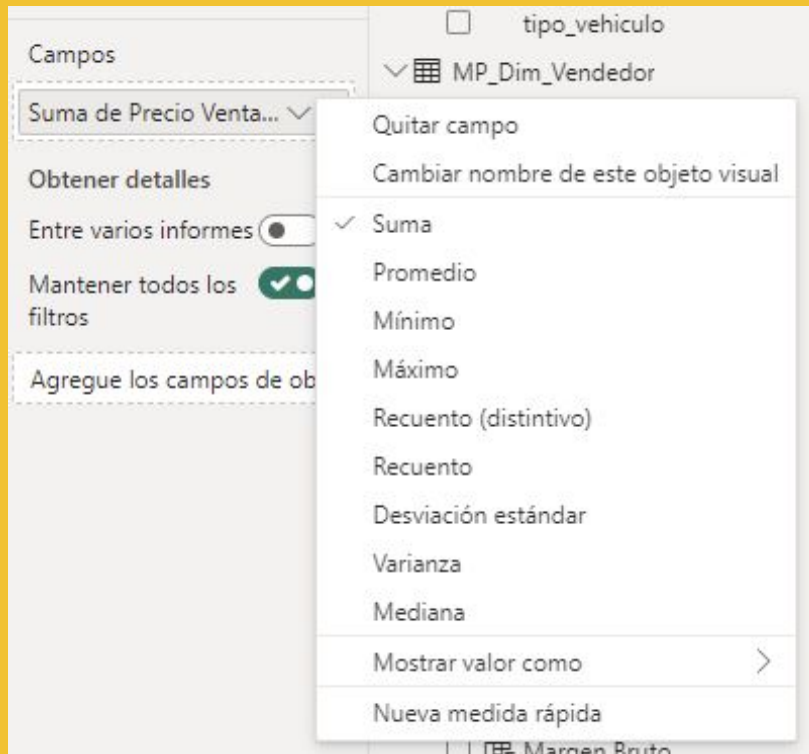 Campos
Suma de Precio Venta...
Obtener detalles
Entre varios informes
Mantener todos los
filtros
Agregue los campos de ob
tipo_vehiculo
MP_Dim_Vendedor
Quitar campo
Cambiar nombre de este objeto visual
Suma
Promedio
Mínimo
Máximo
Recuento (distintivo)
Recuento
Desviación estándar
Varianza
Mediana
Mostrar valor como
Nueva medida rápida
Margen Bruto